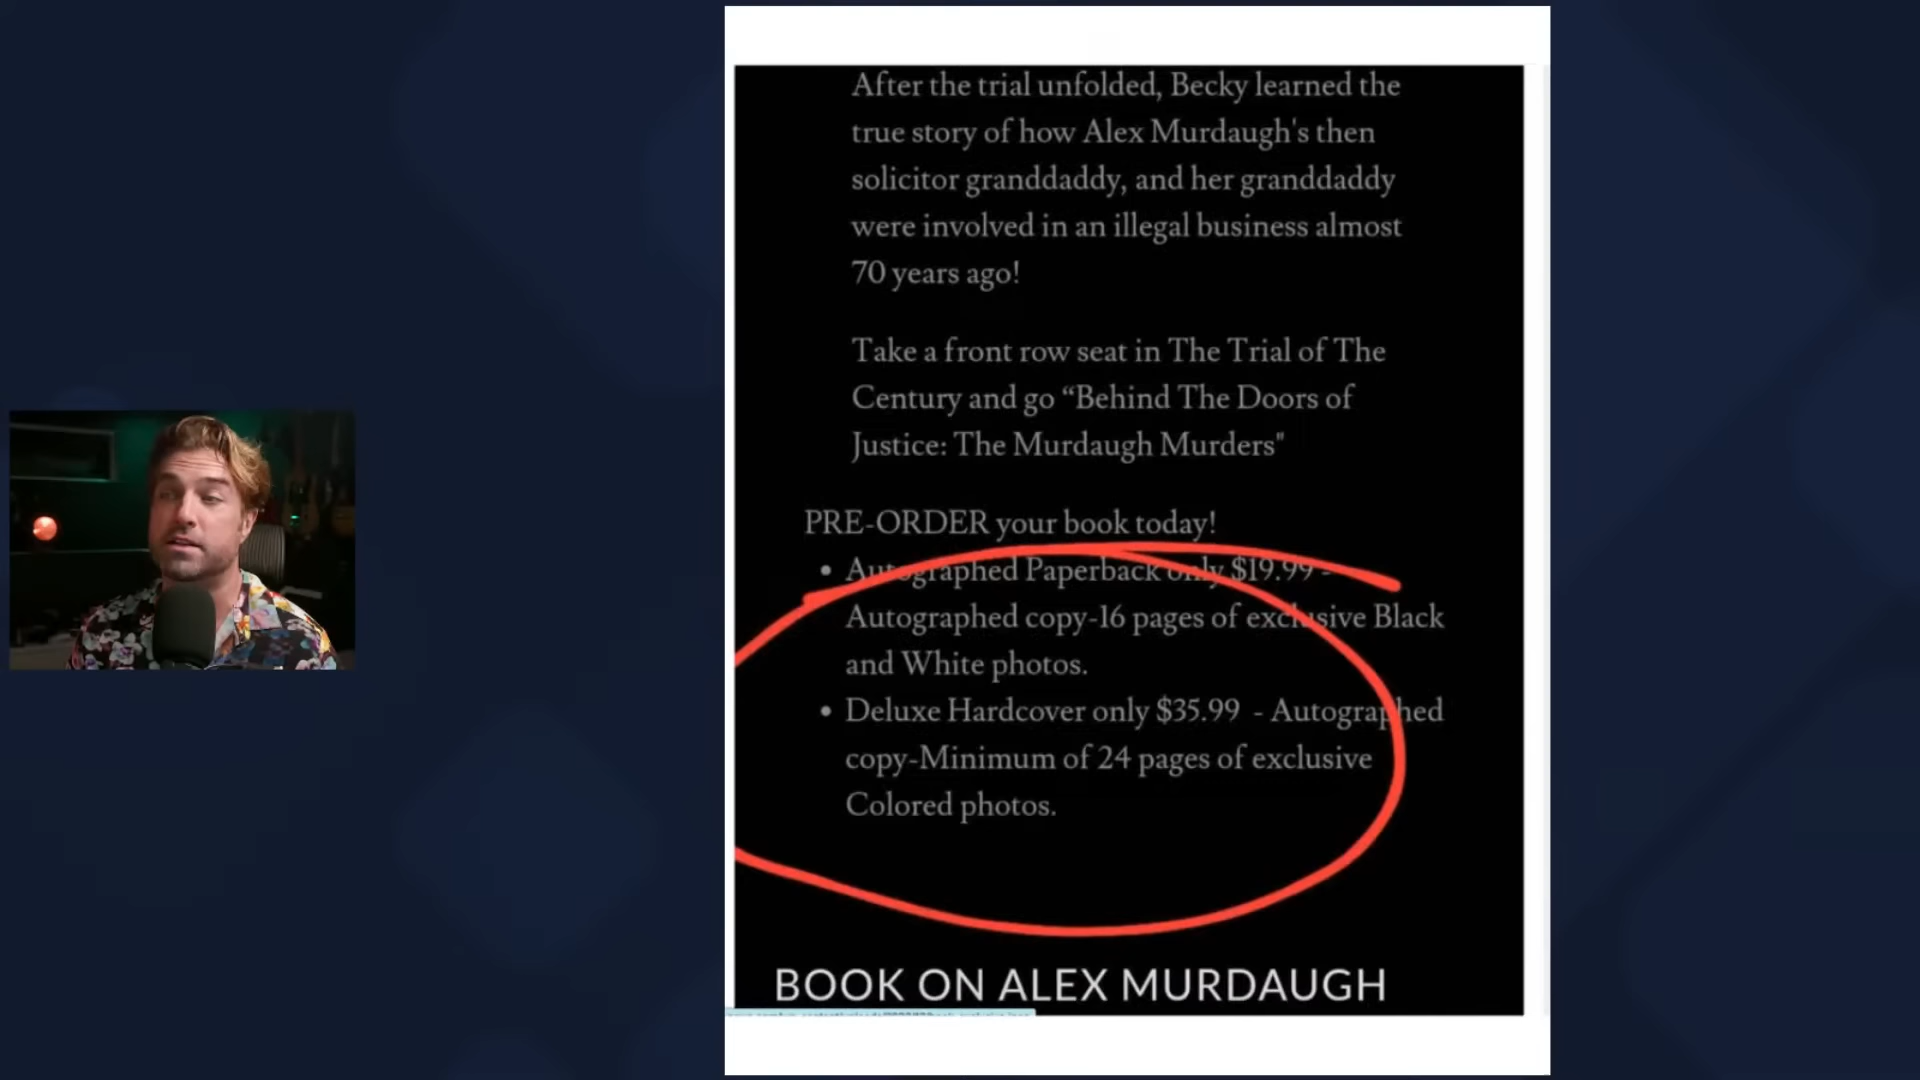 After the trial unfolded, Becky learned the
true story of how Alex Murdaugh's then
solicitor granddaddy, and her granddaddy
were involved in an illegal business almost
70 years ago!
Take a front row seat in The Trial of The
Century and go “Behind The Doors of
Justice: The Murdaugh Murders"
PRE-ORDER your book today!
• Autographed Paperback only $19.99 -
Autographed copy-16 pages of exclusive Black
and White photos.
• Deluxe Hardcover only $35.99 - Autographed
copy-Minimum of 24 pages of exclusive
Colored photos.
BOOK ON ALEX MURDAUGH